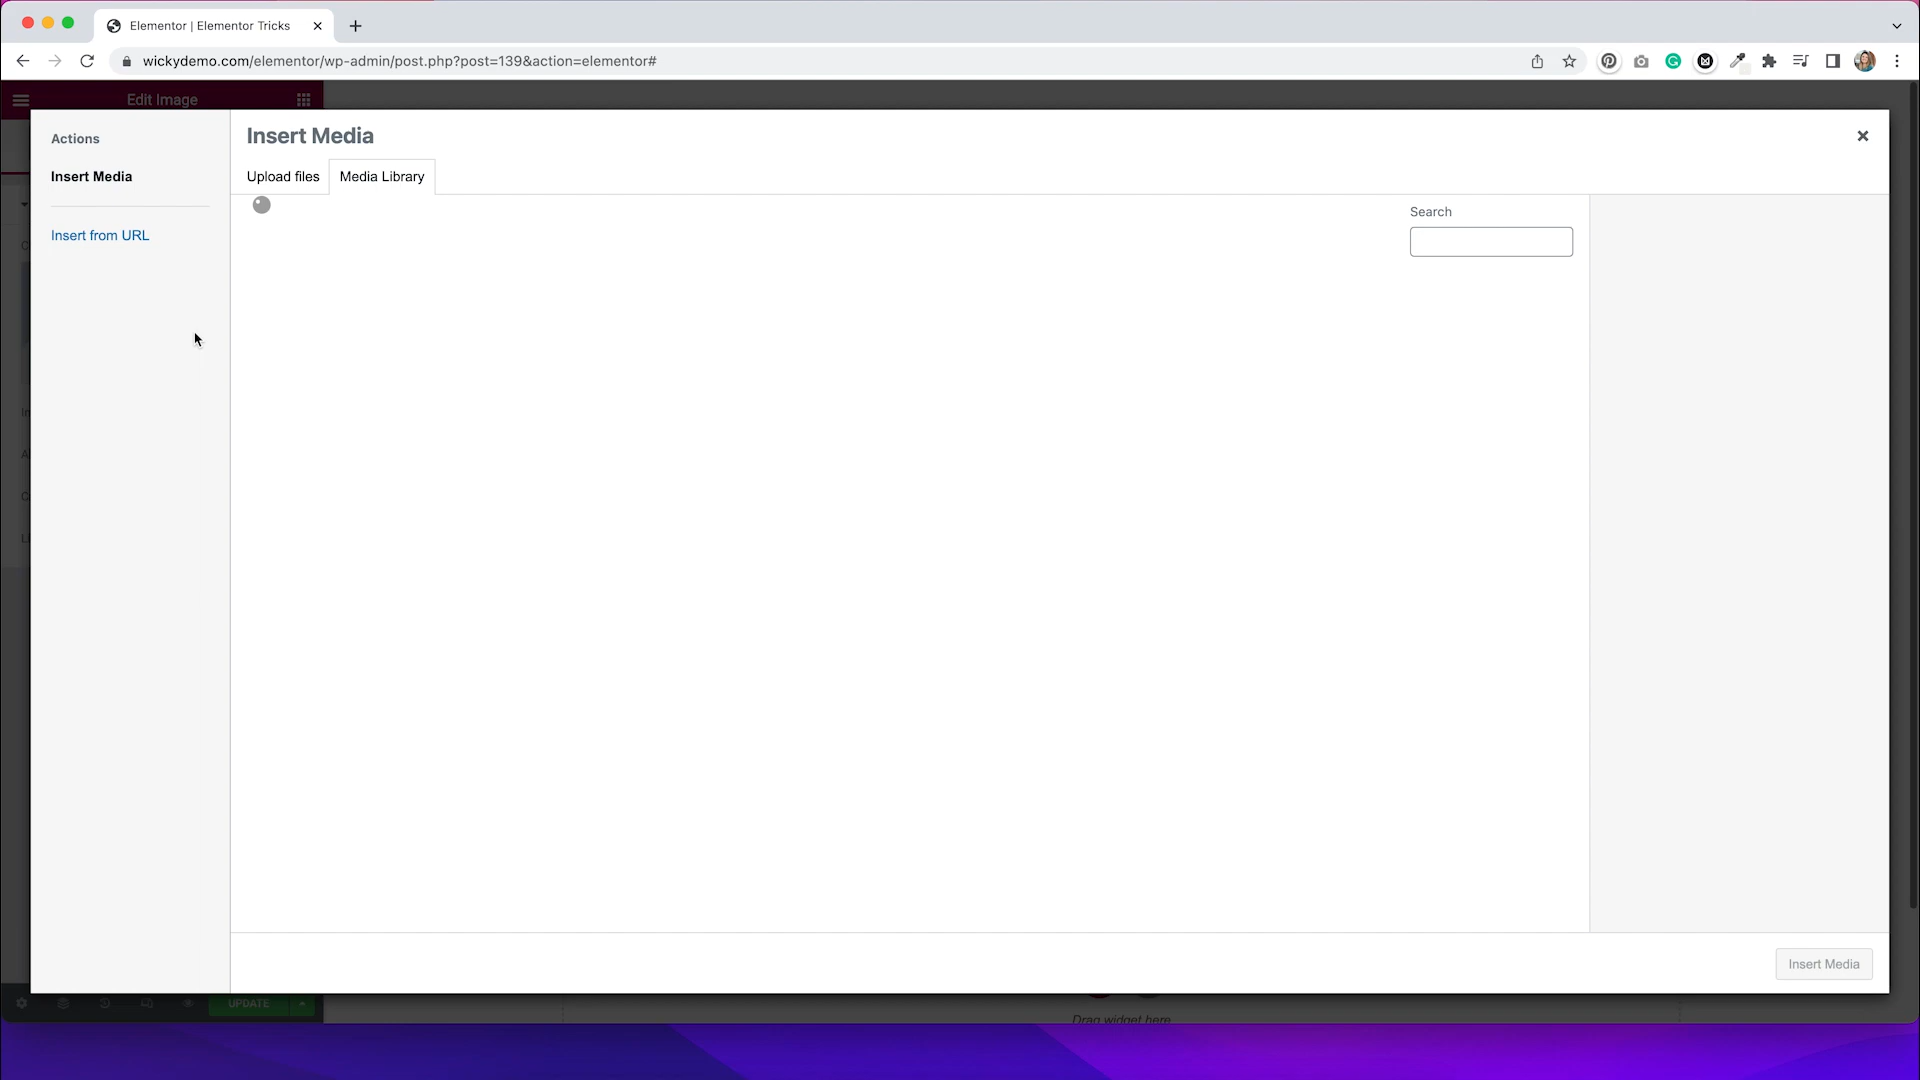 Elementor | Elementor Tricks
wickydemo.com/elementor/wp-admin/post.php?post=139&action=elementor#
Edit Image
Actions
Insert Media
Insert from URL
Insert Media
Upload files
Media Library
Search
Insert Media
UPDATE
Drag widget here